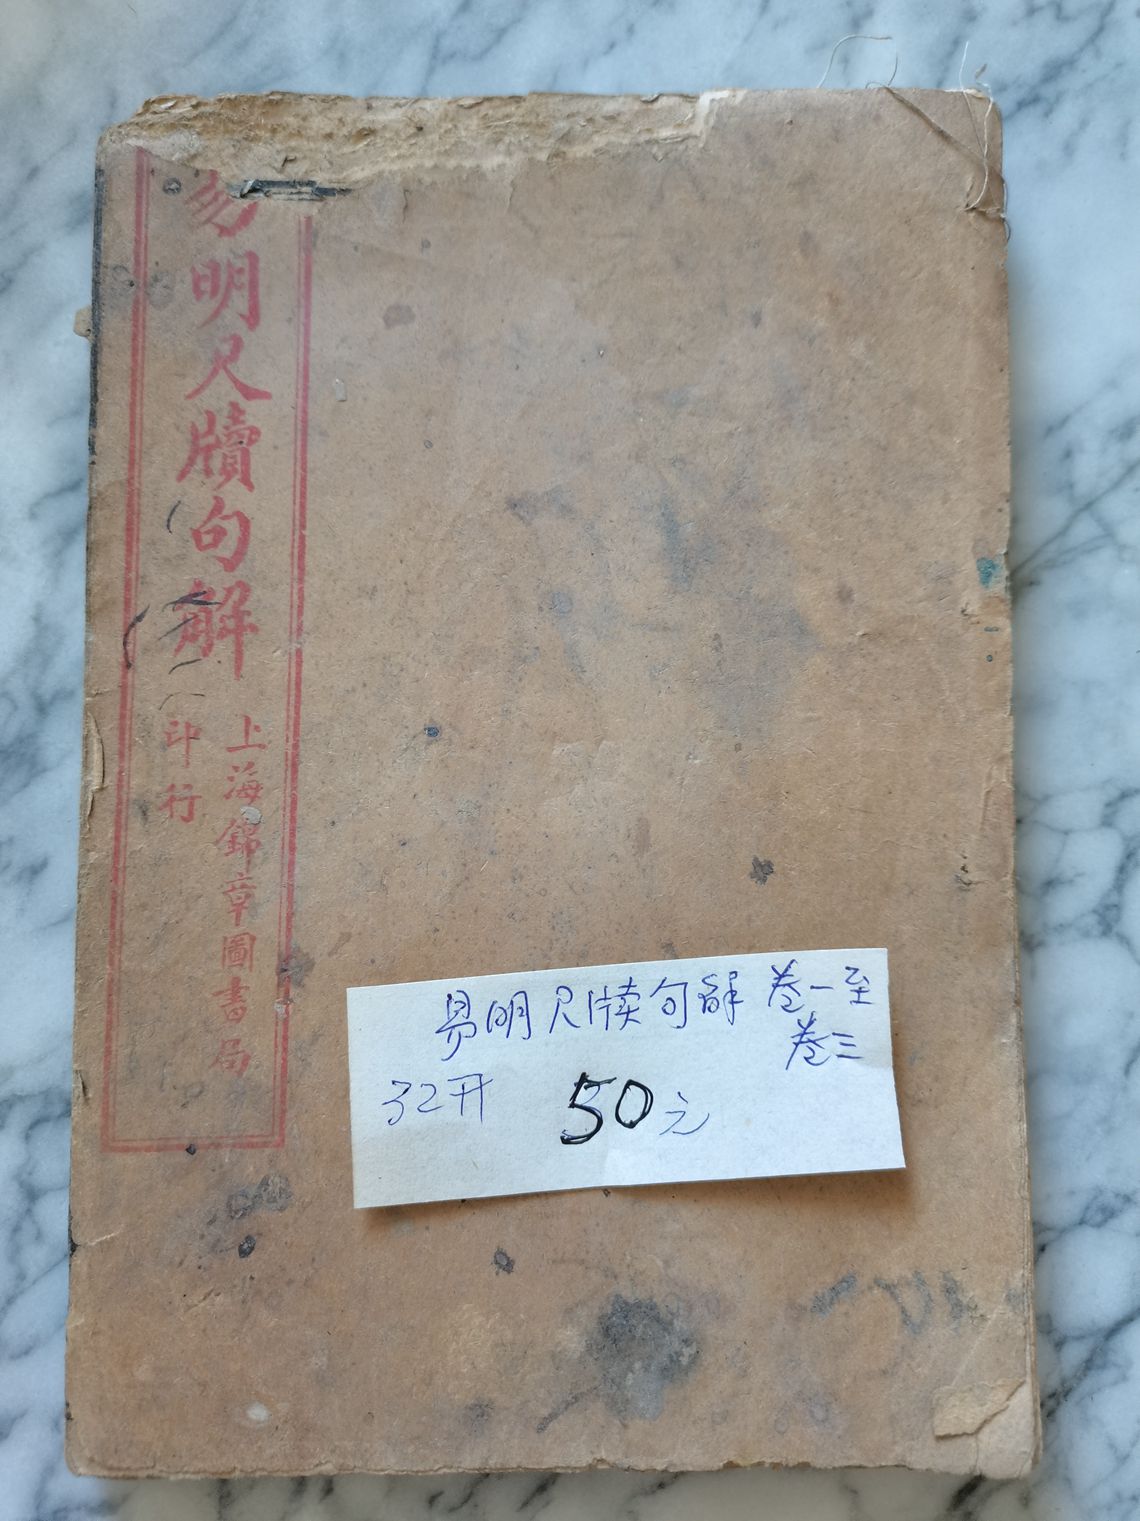 易明尺牘句解
上海錦章圖書局
印行
易明尺牍句解 卷一至
卷三
32开 50元